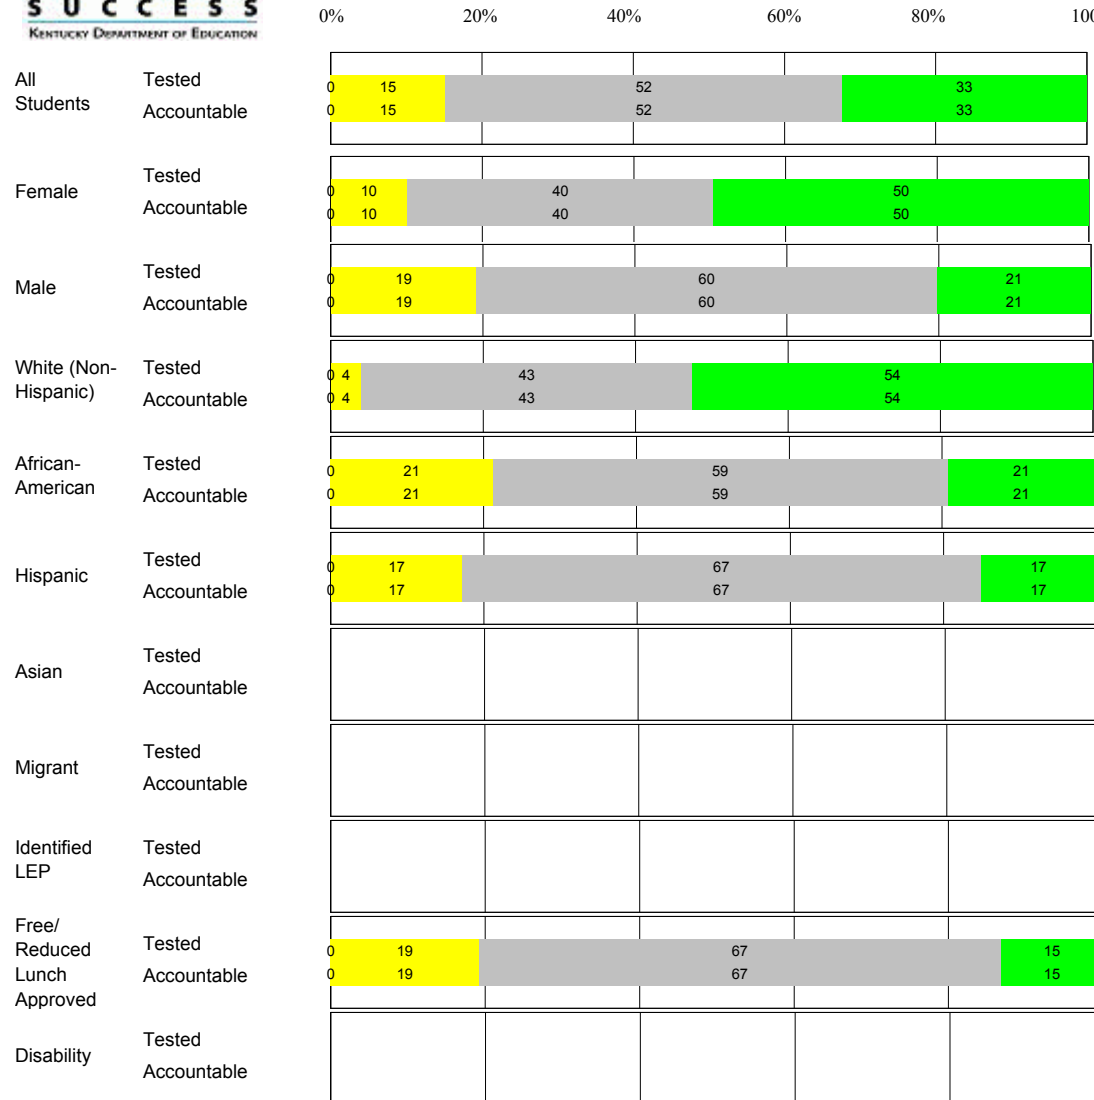 SUCCESS
KENTUCKY DEPARTMENT OF EDUCATION
0% 20% 40% 60% 80% 100
All Students
Tested 0 15 52 33
Accountable 0 15 52 33
Female
Tested 0 10 40 50
Accountable 0 10 40 50
Male
Tested 0 19 60 21
Accountable 0 19 60 21
White (Non-
Hispanic)
Tested 0 4 43 54
Accountable 0 4 43 54
African-
American
Tested 0 21 59 21
Accountable 0 21 59 21
Hispanic
Tested 0 17 67 17
Accountable 0 17 67 17
Asian
Tested
Accountable
Migrant
Tested
Accountable
Identified
LEP
Tested
Accountable
Free/
Reduced
Lunch
Approved
Tested 0 19 67 15
Accountable 0 19 67 15
Disability
Tested
Accountable